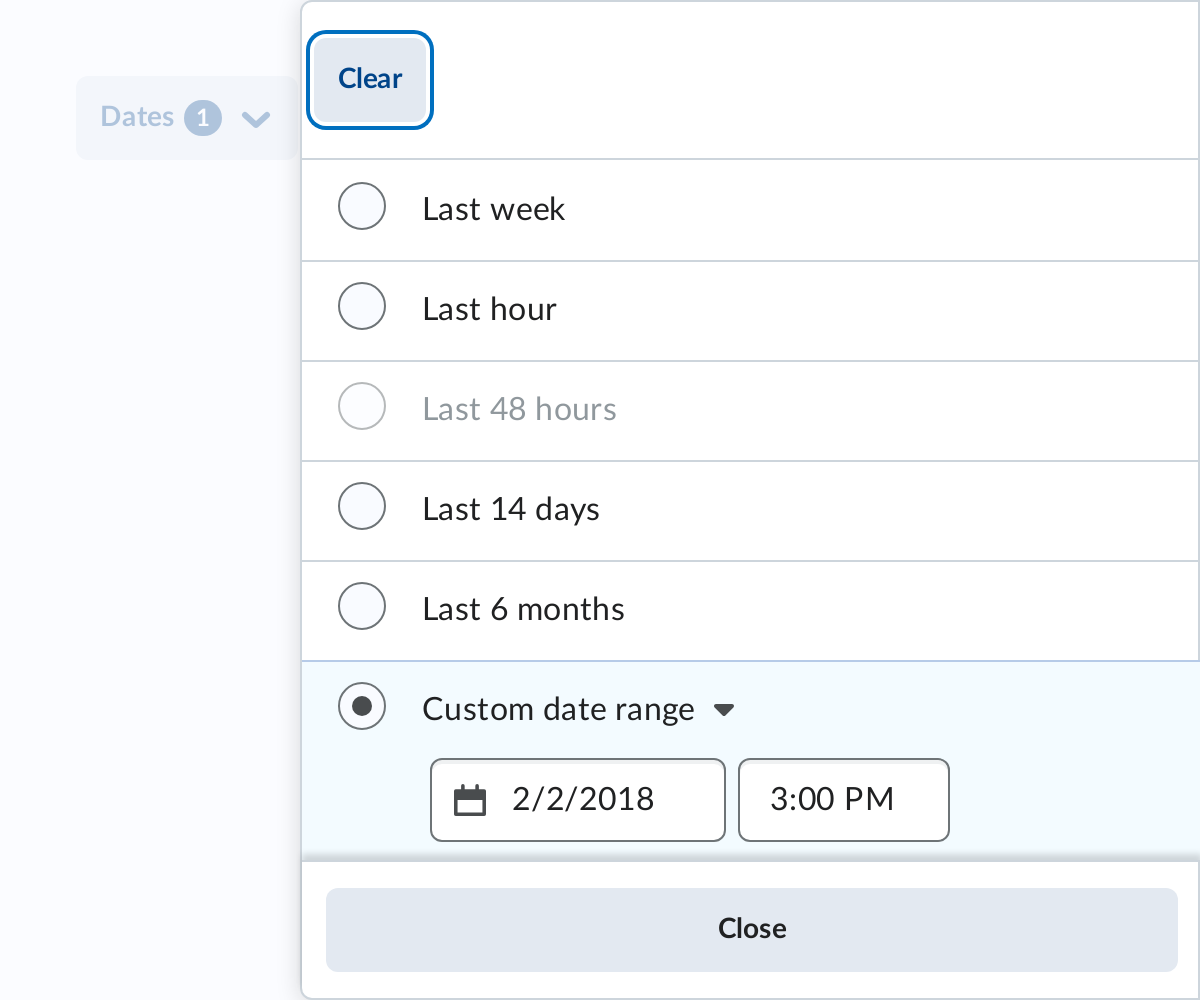 Clear
Dates 1
Last week
Last hour
Last 48 hours
Last 14 days
Last 6 months
Custom date range
2/2/2018 3:00 PM
Close